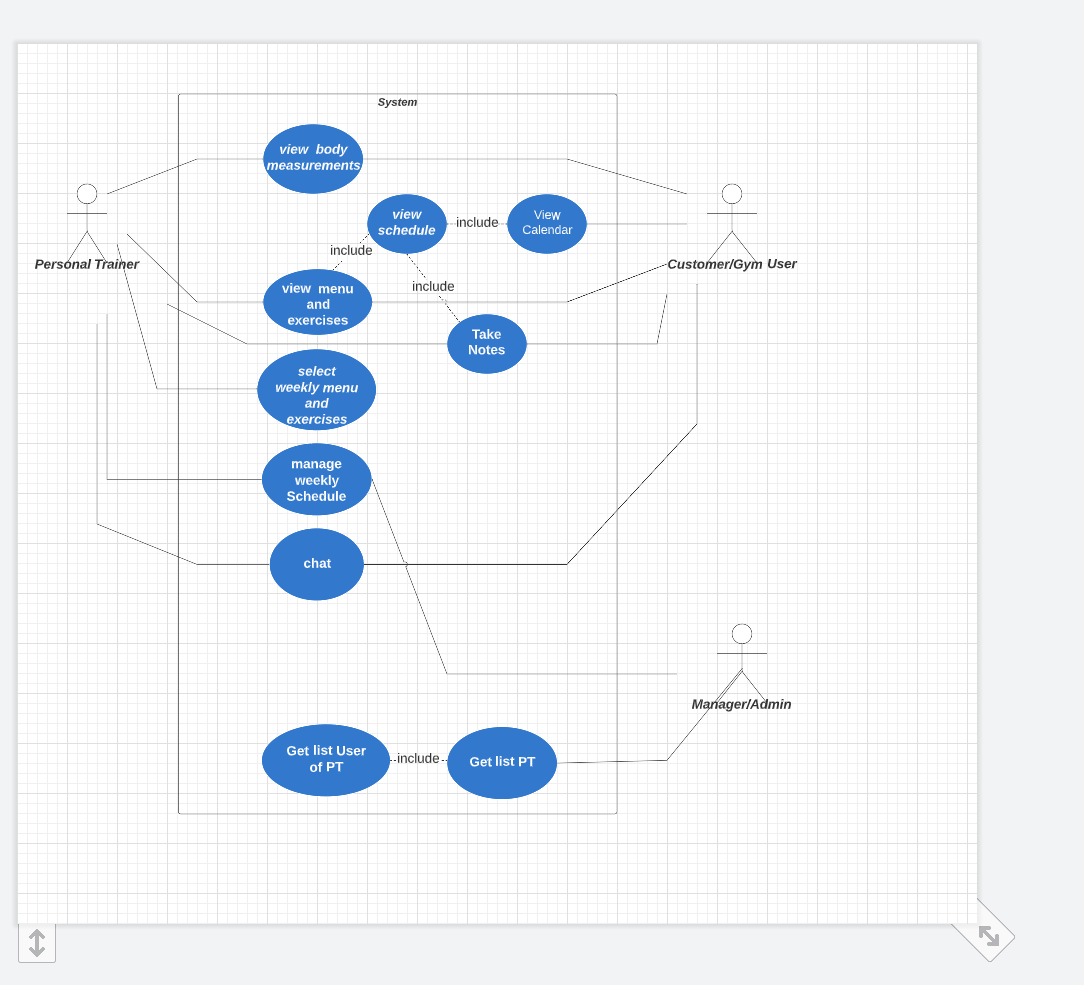 System
view body
measurements
view
schedule
include
View
Calendar
include
Personal Trainer
Customer/Gym User
include
view menu
and
exercises
Take
Notes
select
weekly menu
and
exercises
manage
weekly
Schedule
chat
Manager/Admin
Get list User
of PT
include
Get list PT